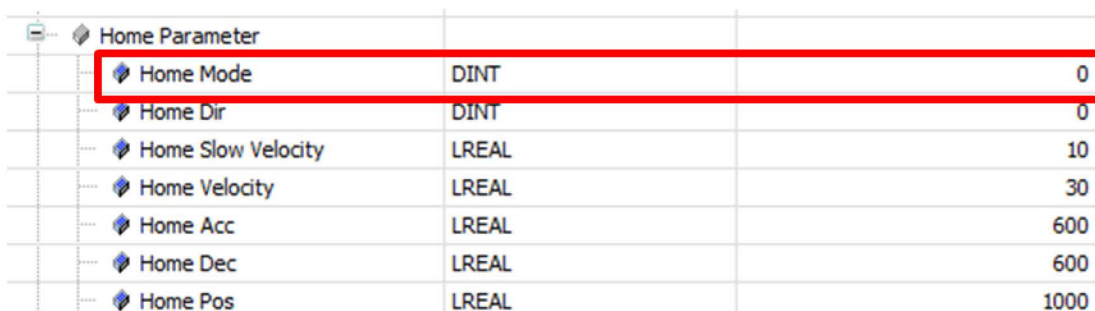 Home Parameter
Home Mode DINT 0
Home Dir DINT 0
Home Slow Velocity LREAL 10
Home Velocity LREAL 30
Home Acc LREAL 600
Home Dec LREAL 600
Home Pos LREAL 1000